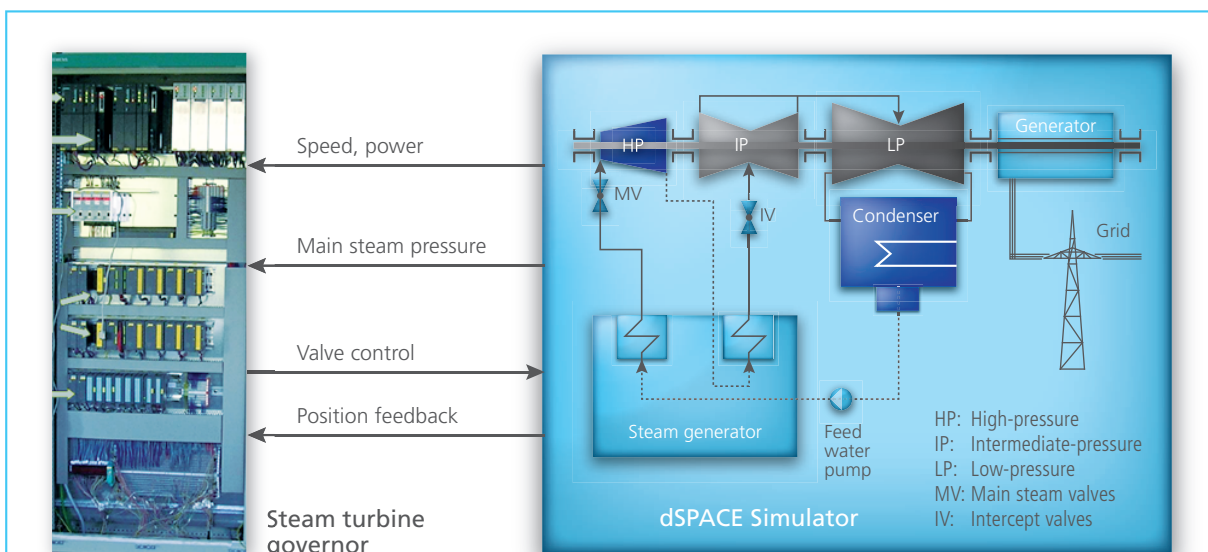 Speed, power
Main steam pressure
Valve control
Position feedback
Steam turbine
governor
HP
IP
LP
Generator
MV
IV
Condenser
Grid
Steam generator
Feed
water
pump
HP: High-pressure
IP: Intermediate-pressure
LP: Low-pressure
MV: Main steam valves
IV: Intercept valves
dSPACE Simulator